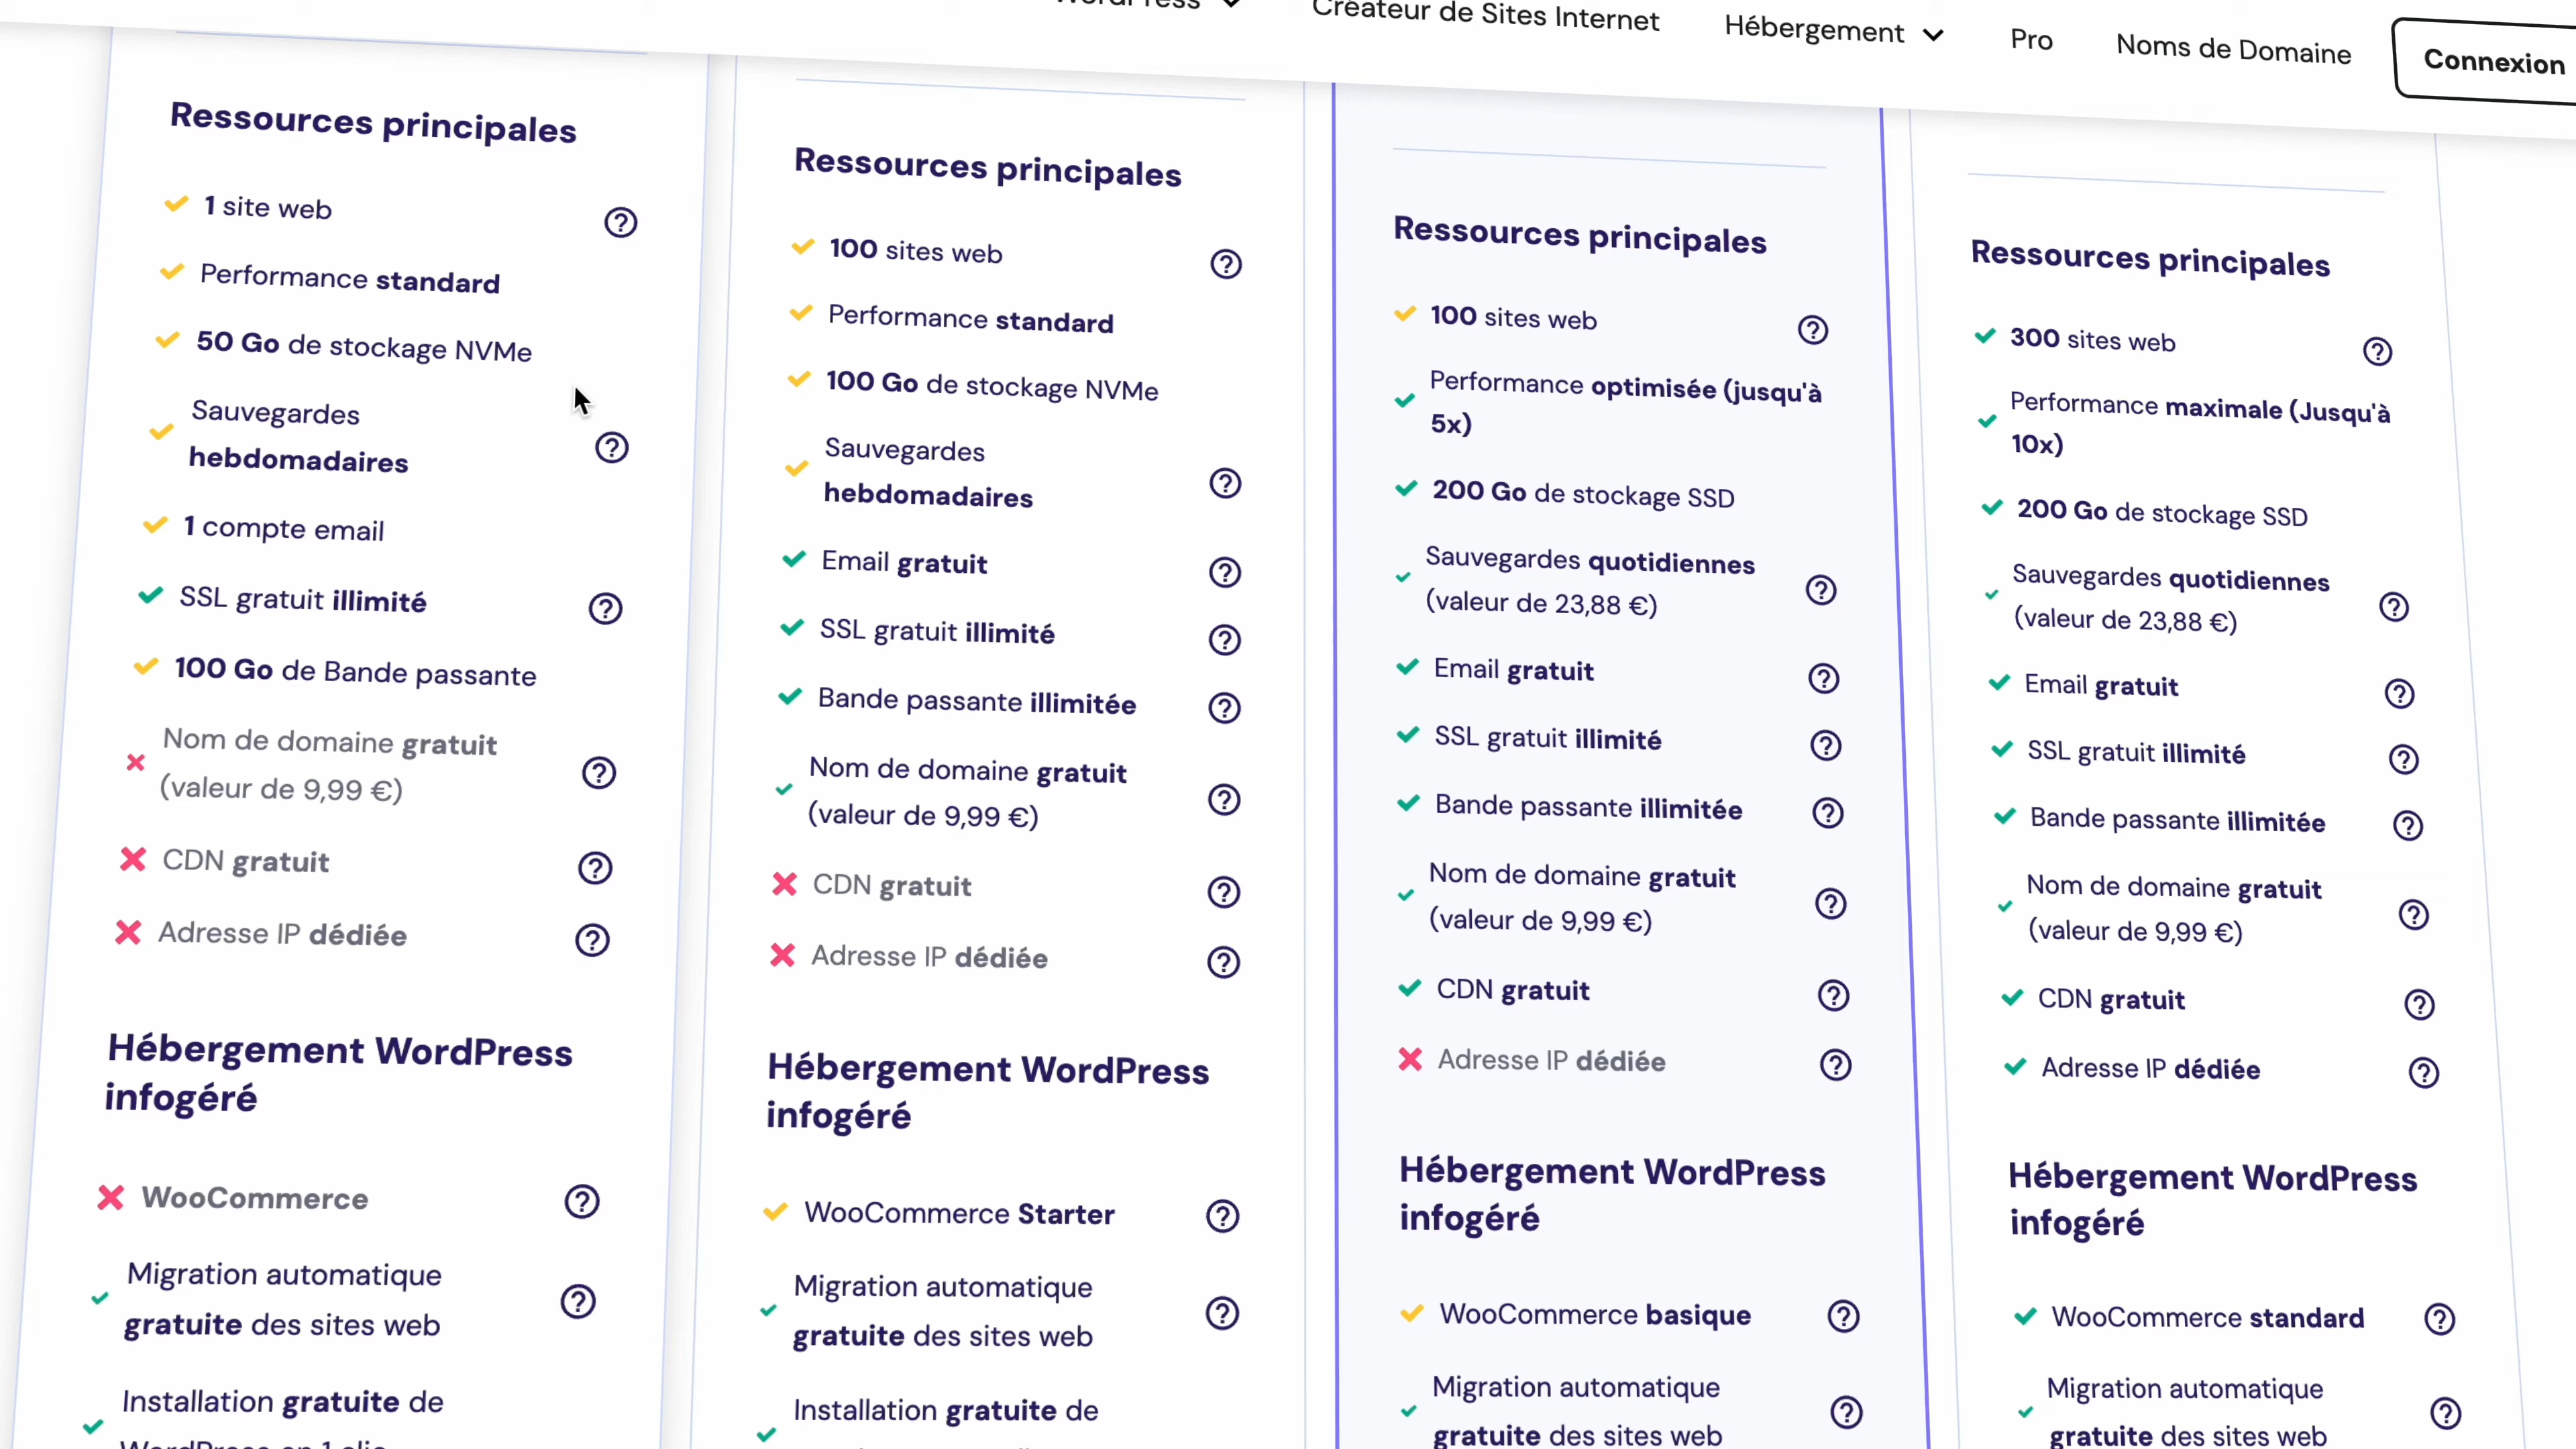 WordPress
Créateur de Sites Internet
Hébergement
Pro
Noms de Domaine
Connexion
Ressources principales
1 site web
Performance standard
50 Go de stockage NVMe
Sauvegardes
hebdomadaires
1 compte email
SSL gratuit illimité
100 Go de Bande passante
Nom de domaine gratuit
(valeur de 9,99 €)
CDN gratuit
Adresse IP dédiée
Hébergement WordPress
infogéré
WooCommerce
Migration automatique
gratuite des sites web
Installation gratuite de
WordPress en 1 clic
Ressources principales
100 sites web
Performance standard
100 Go de stockage NVMe
Sauvegardes
hebdomadaires
Email gratuit
SSL gratuit illimité
Bande passante illimitée
Nom de domaine gratuit
(valeur de 9,99 €)
CDN gratuit
Adresse IP dédiée
Hébergement WordPress
infogéré
WooCommerce Starter
Migration automatique
gratuite des sites web
Installation gratuite de
Ressources principales
100 sites web
Performance optimisée (jusqu'à
5x)
200 Go de stockage SSD
Sauvegardes quotidiennes
(valeur de 23,88 €)
Email gratuit
SSL gratuit illimité
Bande passante illimitée
Nom de domaine gratuit
(valeur de 9,99 €)
CDN gratuit
Adresse IP dédiée
Hébergement WordPress
infogéré
WooCommerce basique
Migration automatique
gratuite des sites web
Ressources principales
300 sites web
Performance maximale (Jusqu'à
10x)
200 Go de stockage SSD
Sauvegardes quotidiennes
(valeur de 23,88 €)
Email gratuit
SSL gratuit illimité
Bande passante illimitée
Nom de domaine gratuit
(valeur de 9,99 €)
CDN gratuit
Adresse IP dédiée
Hébergement WordPress
infogéré
WooCommerce standard
Migration automatique
gratuite des sites web